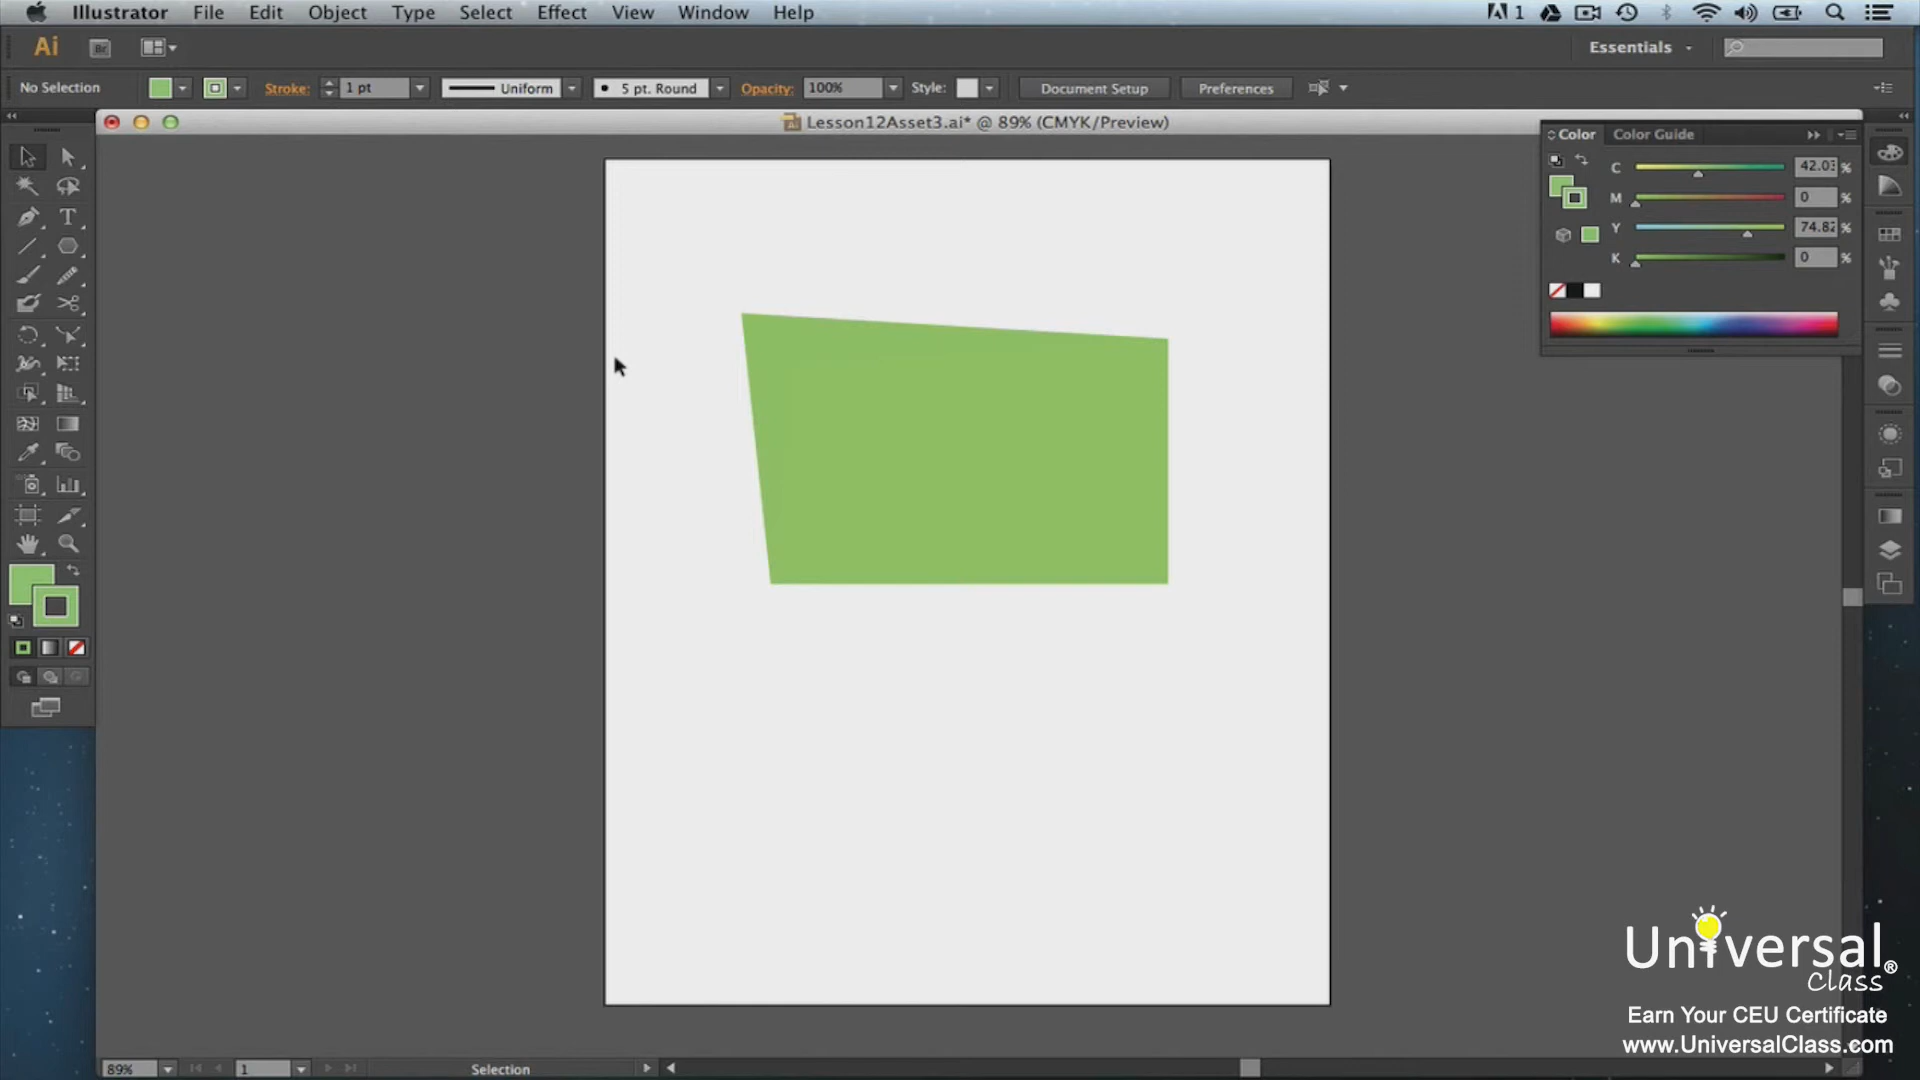 Illustrator File Edit Object Type Select Effect View Window Help 1
Ai Br Essentials
No Selection Stroke: 1 pt Uniform 5 pt. Round Opacity: 100% Style: Document Setup Preferences
Lesson12Asset3.ai* @ 89% (CMYK/Preview)
Color Color Guide
C 42.03 %
M 0 %
Y 74.82 %
K 0 %
T
Universal®
Class
Earn Your CEU Certificate
www.UniversalClass.com
89% 1 Selection